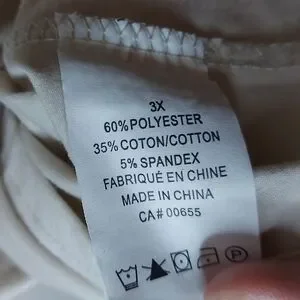 3X
60% POLYESTER
35% COTON/COTTON
5% SPANDEX
FABRIQUÉ EN CHINE
MADE IN CHINA
CA# 00655